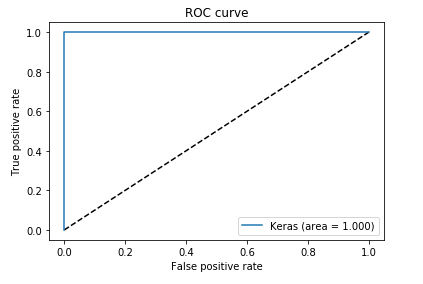 ROC curve
1.0
0.8
0.6
0.4
0.2
0.0
True positive rate
Keras (area = 1.000)
0.0 0.2 0.4 0.6 0.8 1.0
False positive rate